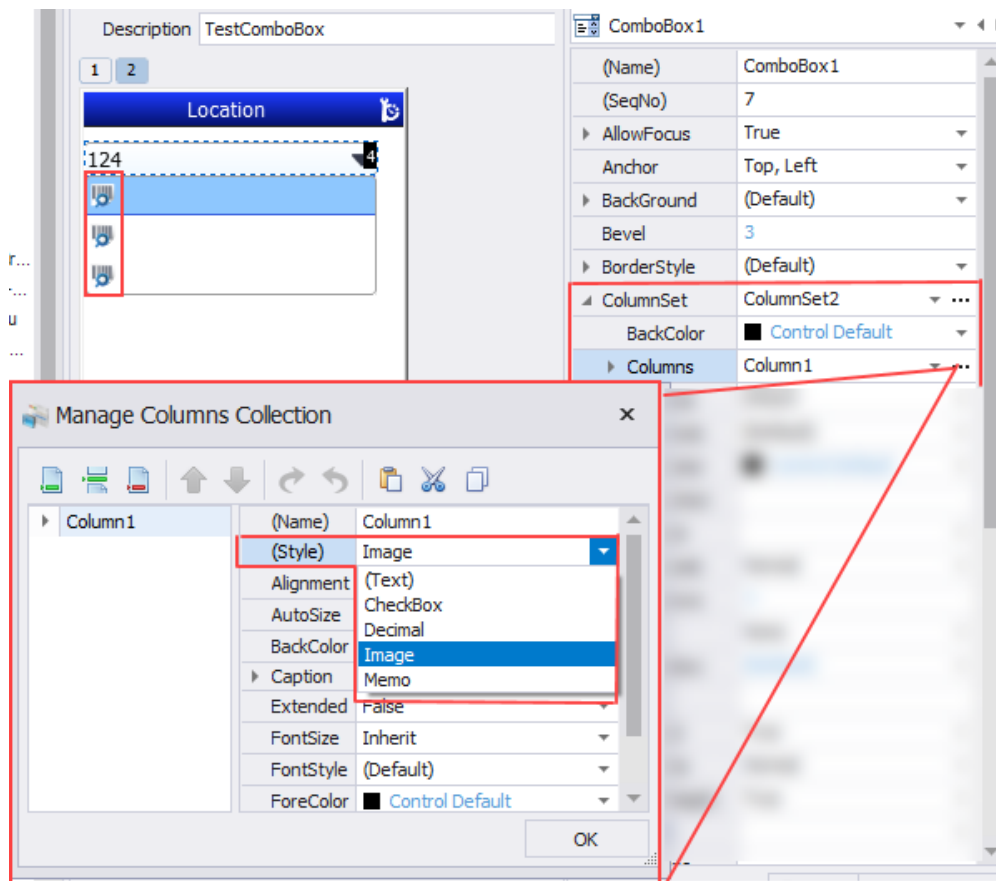 Description TestComboBox
1 2
Location
124
4
r...
u
...
ComboBox1
(Name) ComboBox1
(SeqNo) 7
AllowFocus True
Anchor Top, Left
BackGround (Default)
Bevel 3
BorderStyle (Default)
ColumnSet ColumnSet2 ...
BackColor Control Default
Columns Column1 ...
Manage Columns Collection
Column1
(Name) Column1
(Style) Image
Alignment (Text)
CheckBox
AutoSize
Decimal
BackColor Image
Caption Memo
Extended False
FontSize Inherit
FontStyle (Default)
ForeColor Control Default
OK